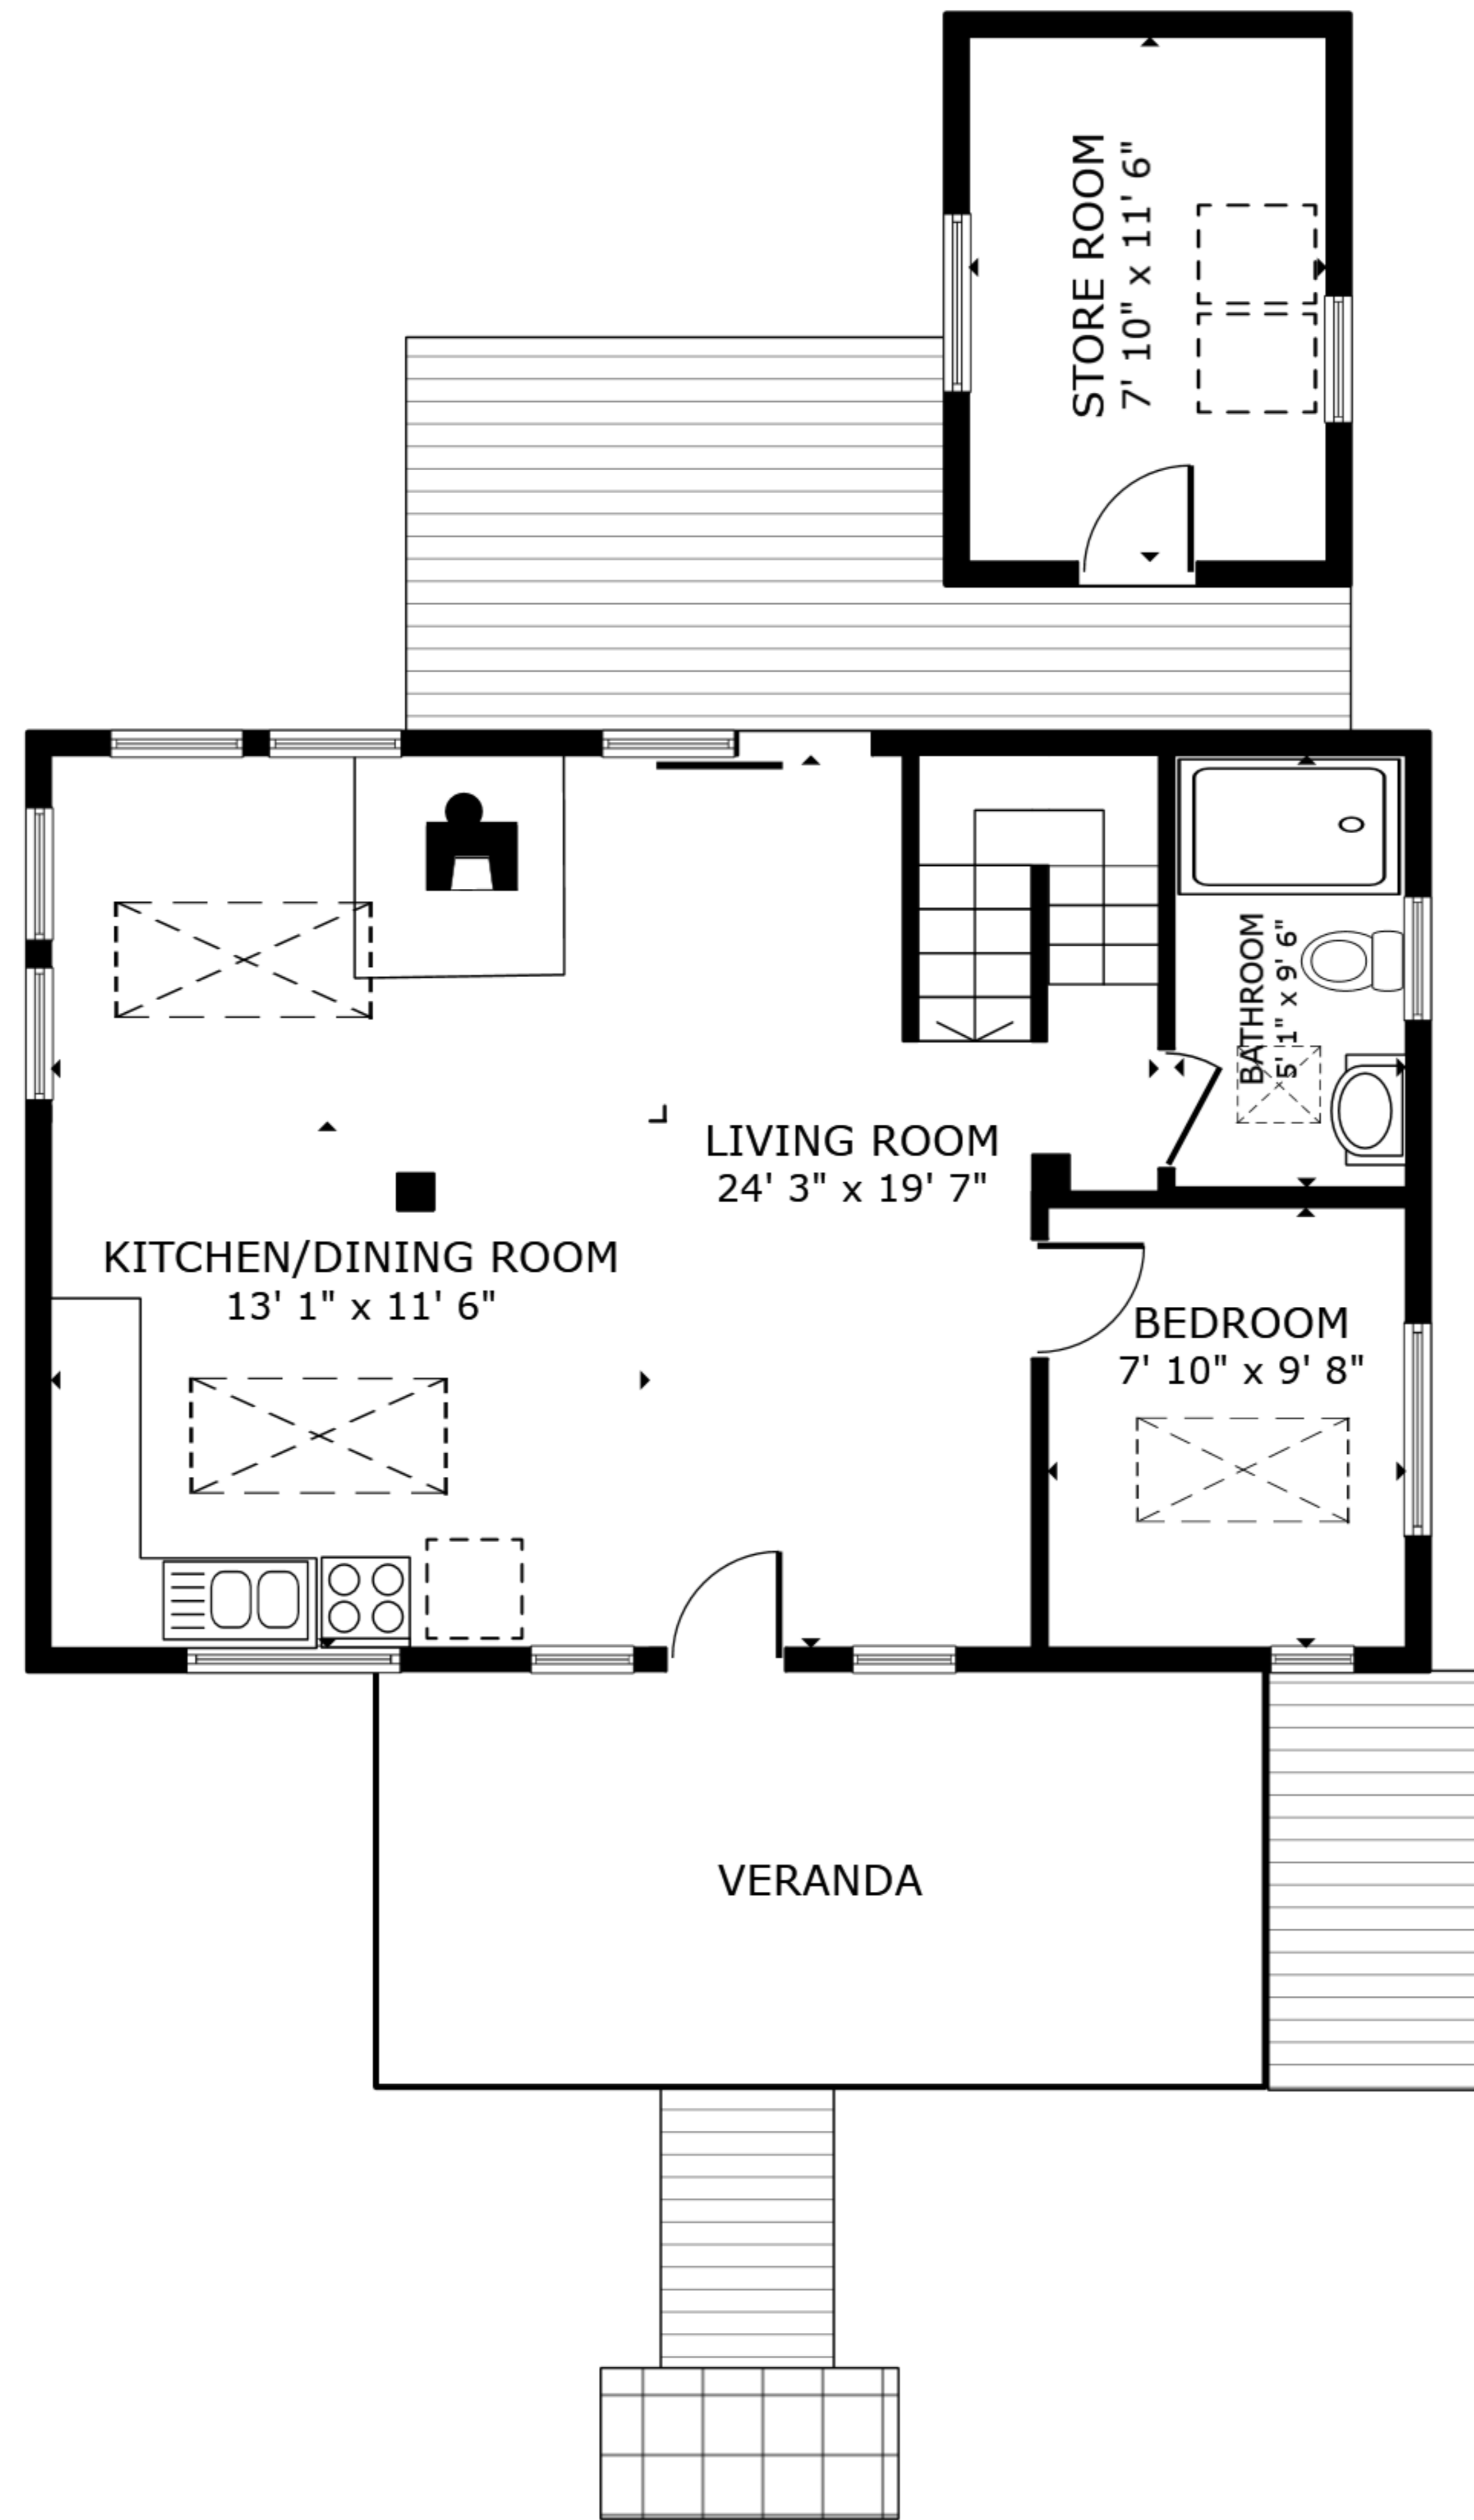 STORE ROOM
7' 10" x 11' 6"
BATHROOM
5' 1" x 9' 6"
LIVING ROOM
24' 3" x 19' 7"
KITCHEN/DINING ROOM
13' 1" x 11' 6"
BEDROOM
7' 10" x 9' 8"
VERANDA